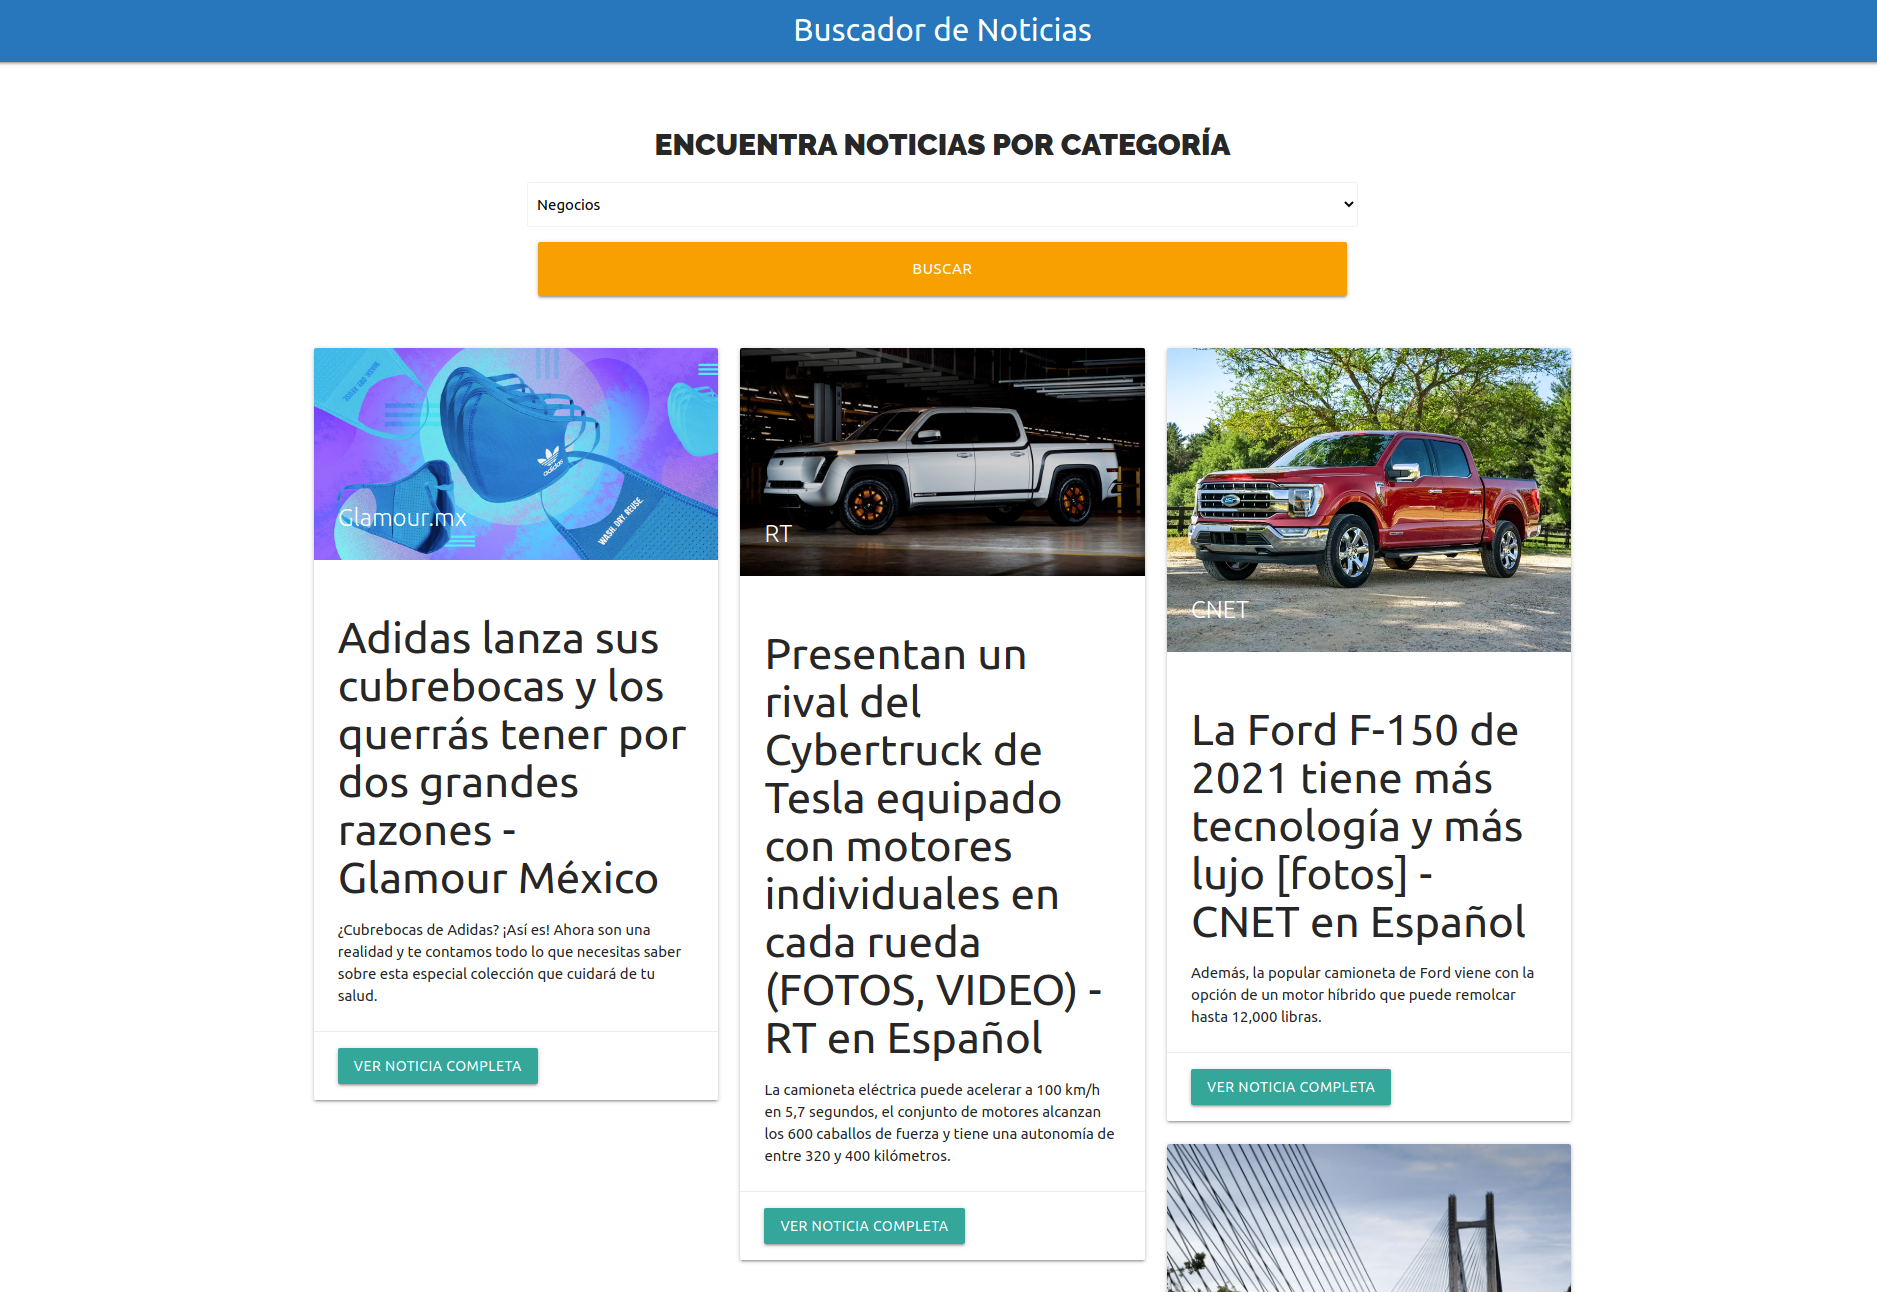 Buscador de Noticias
ENCUENTRA NOTICIAS POR CATEGORÍA
Negocios
BUSCAR
WASH. DRY. REUSE.
adidas
WASH. DRY. REUSE.
Glamour.mx
Adidas lanza sus
cubrebocas y los
querrás tener por
dos grandes
razones -
Glamour México
¿Cubrebocas de Adidas? ¡Así es! Ahora son una
realidad y te contamos todo lo que necesitas saber
sobre esta especial colección que cuidará de tu
salud.
VER NOTICIA COMPLETA
RT
Presentan un
rival del
Cybertruck de
Tesla equipado
con motores
individuales en
cada rueda
(FOTOS, VIDEO) -
RT en Español
La camioneta eléctrica puede acelerar a 100 km/h
en 5,7 segundos, el conjunto de motores alcanzan
los 600 caballos de fuerza y tiene una autonomía de
entre 320 y 400 kilómetros.
VER NOTICIA COMPLETA
CNET
La Ford F-150 de
2021 tiene más
tecnología y más
lujo [fotos] -
CNET en Español
Además, la popular camioneta de Ford viene con la
opción de un motor híbrido que puede remolcar
hasta 12,000 libras.
VER NOTICIA COMPLETA